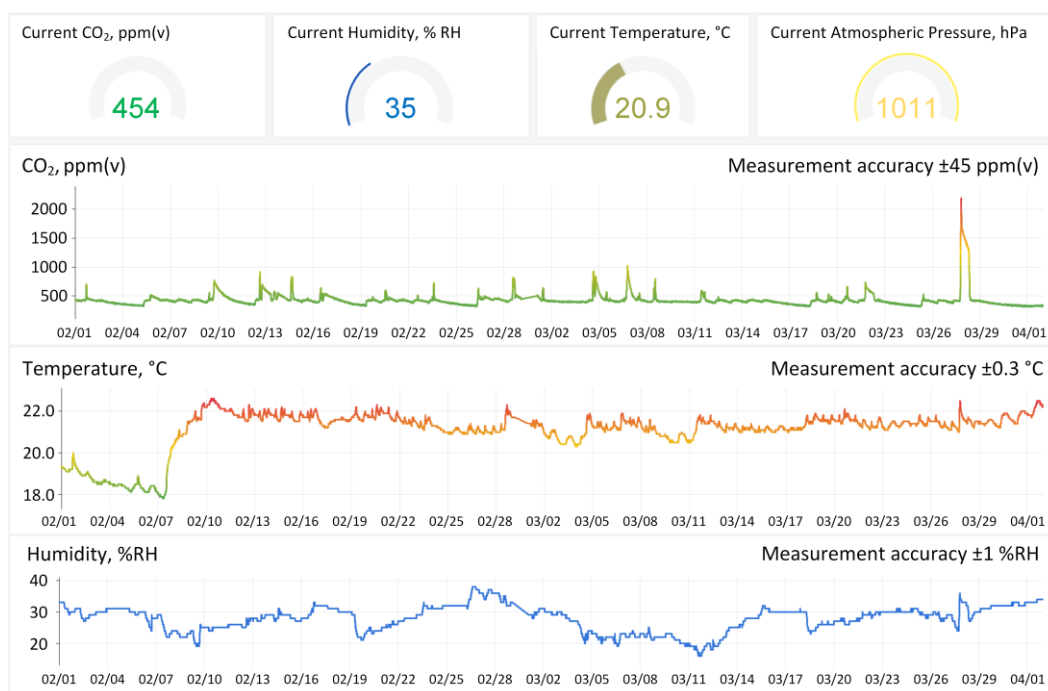 Current CO₂, ppm(v)
Current Humidity, % RH
Current Temperature, °C
Current Atmospheric Pressure, hPa
454
35
20.9
1011
CO₂, ppm(v)
Measurement accuracy ±45 ppm(v)
2000
1500
1000
500
02/01 02/04 02/07 02/10 02/13 02/16 02/19 02/22 02/25 02/28 03/02 03/05 03/08 03/11 03/14 03/17 03/20 03/23 03/26 03/29 04/01
Temperature, °C
Measurement accuracy ±0.3 °C
22.0
20.0
18.0
02/01 02/04 02/07 02/10 02/13 02/16 02/19 02/22 02/25 02/28 03/02 03/05 03/08 03/11 03/14 03/17 03/20 03/23 03/26 03/29 04/01
Humidity, %RH
Measurement accuracy ±1 %RH
40
30
20
02/01 02/04 02/07 02/10 02/13 02/16 02/19 02/22 02/25 02/28 03/02 03/05 03/08 03/11 03/14 03/17 03/20 03/23 03/26 03/29 04/01